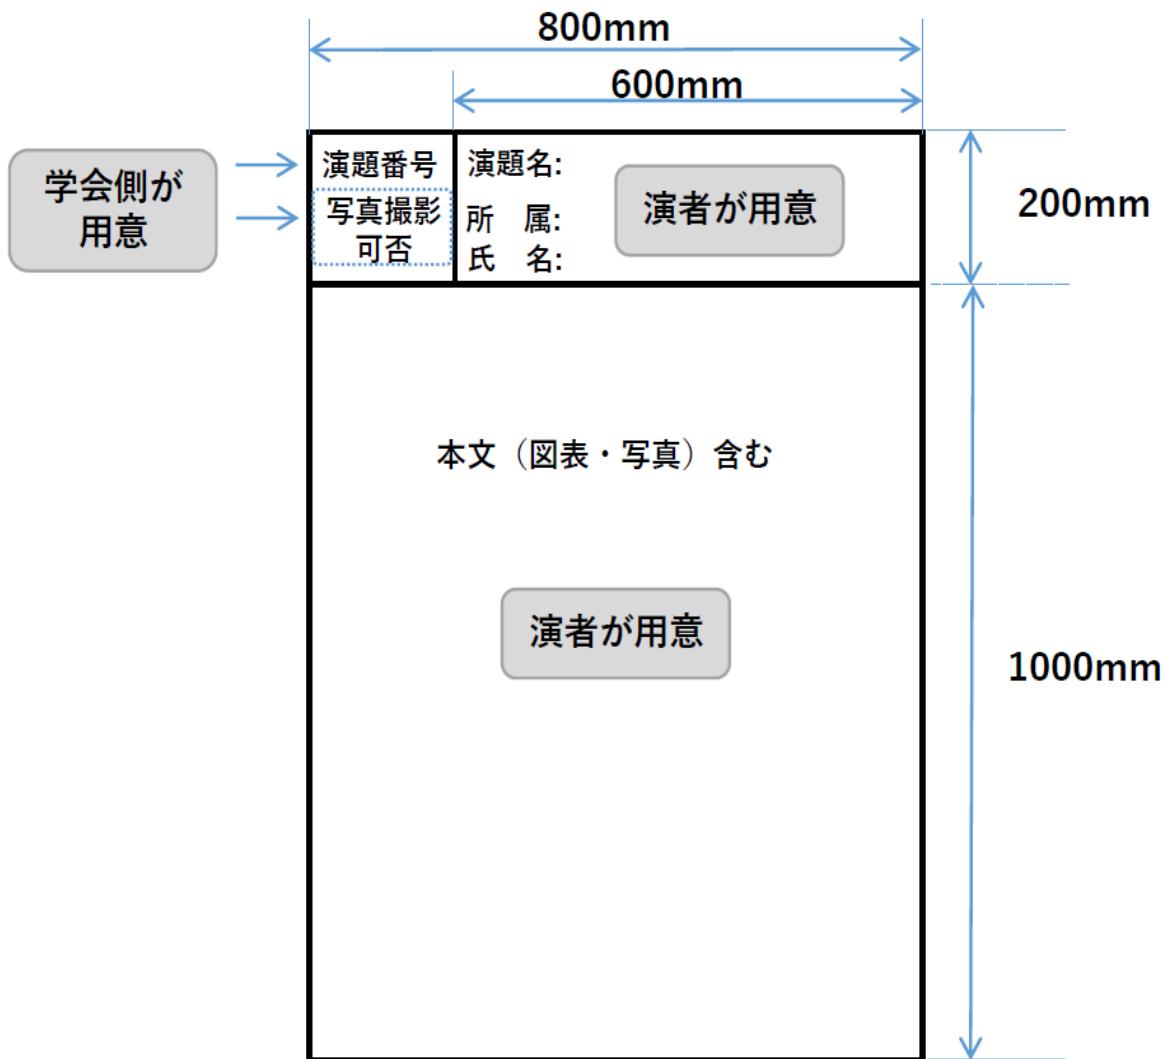 800mm
600mm
学会側が
用意
演題番号
写真撮影
可否
演題名:
所　属:
氏　名:
演者が用意
200mm
本文（図表・写真）含む
演者が用意
1000mm